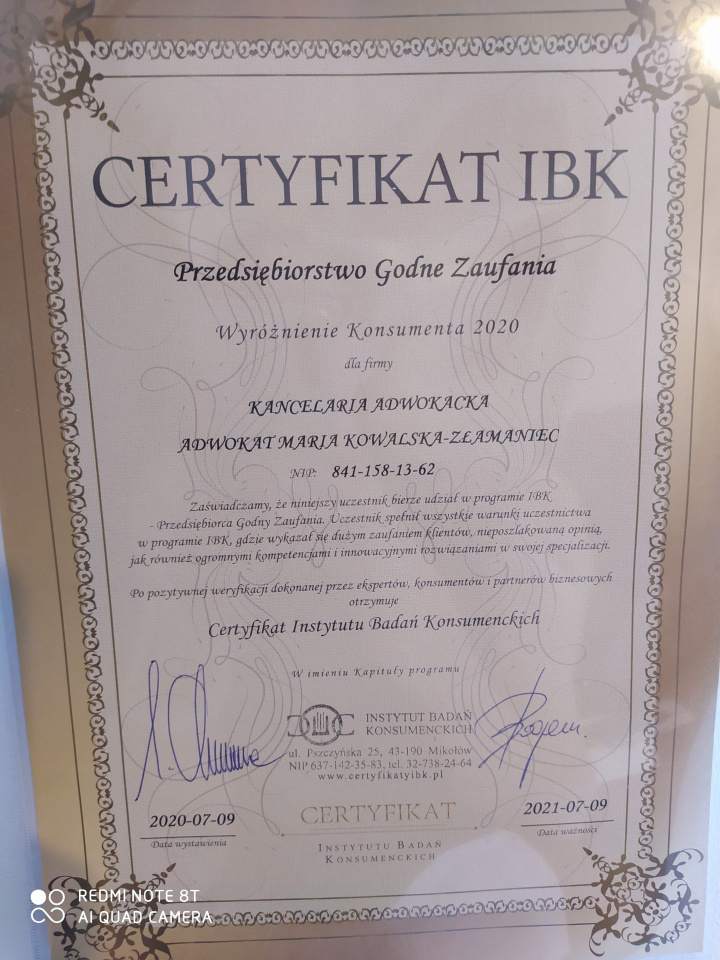 CERTYFIKAT IBK
Przedsiębiorstwo Godne Zaufania
Wyróżnienie Konsumenta 2020
dla firmy
KANCELARIA ADWOKACKA
ADWOKAT MARIA KOWALSKA-ZŁAMANIEC
NIP: 841-158-13-62
Zaświadczamy, że niniejszy uczestnik bierze udział w programie IBK
- Przedsiębiorca Godny Zaufania. Uczestnik spełnił wszystkie warunki uczestnictwa
w programie IBK, gdzie wykazał się dużym zaufaniem klientów, nieposzlakowaną opinią,
jak również ogromnymi kompetencjami i innowacyjnymi rozwiązaniami w swojej specjalizacji.
Po pozytywnej weryfikacji dokonanej przez ekspertów, konsumentów i partnerów biznesowych
otrzymuje
Certyfikat Instytutu Badań Konsumenckich
W imieniu Kapituły programu
INSTYTUT BADAŃ
KONSUMENCKICH
ul. Pszczyńska 25, 43-190 Mikołów
NIP 637-142-35-83, tel. 32-738-24-64
www.certyfikatyibk.pl
2020-07-09
Data wystawienia
CERTYFIKAT
INSTYTUTU BADAŃ
KONSUMENCKICH
2021-07-09
Data ważności
REDMI NOTE 8T
AI QUAD CAMERA